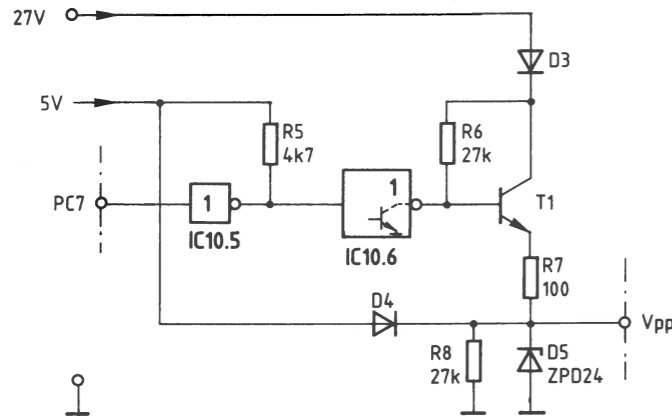 27V
D3
5V
R5
4k7
R6
27k
PC7
1
IC10.5
1
IC10.6
T1
R7
100
D4
Vpp
R8
27k
D5
ZPD24